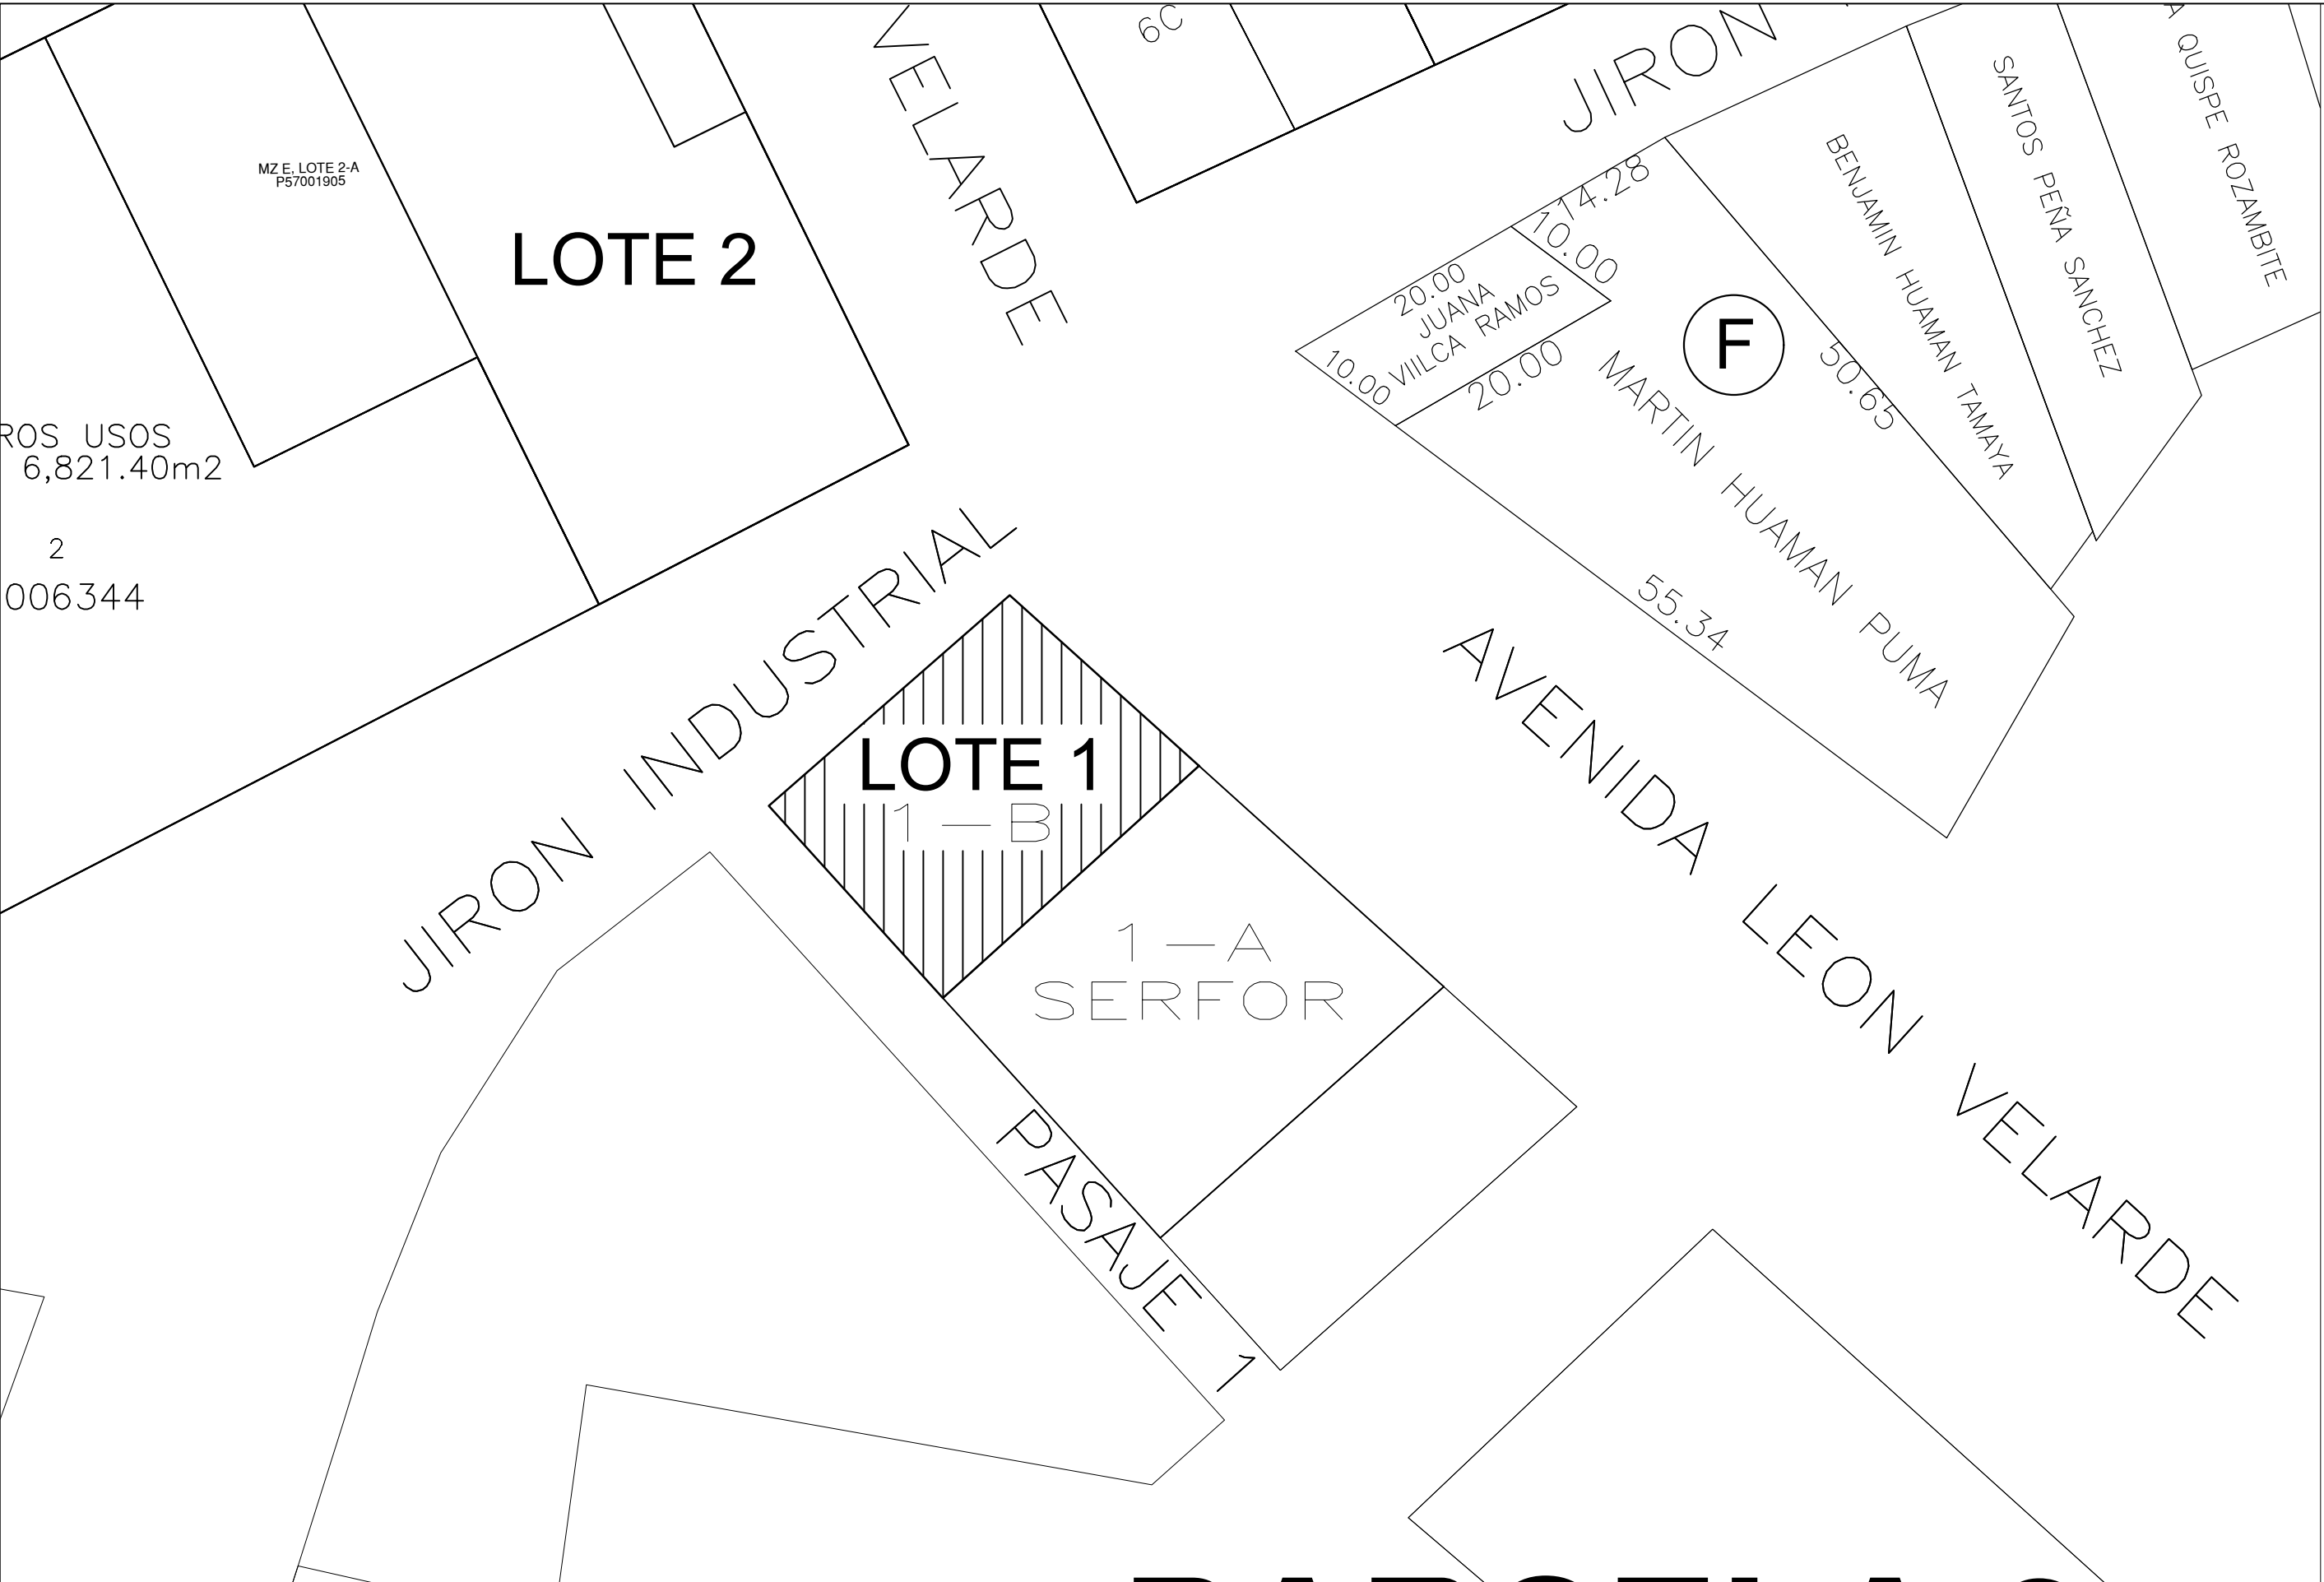 6C
JIRON
VELARDE
MZ E, LOTE 2-A
P57001905
LOTE 2
QUISPE ROZAMBITE
SANTOS PEÑA SANCHEZ
BENJAMIN HUAMAN TAMAYA
174.28
10.00
20.00
JUANA
VIILCA RAMOS
10.00
20.00
F
50.65
MARTIN HUAMAN PUMA
55.34
ROS USOS
6,821.40m2
2
006344
JIRON INDUSTRIAL
LOTE 1
1-B
1-A
SERFOR
AVENIDA LEON VELARDE
PASAJE 1